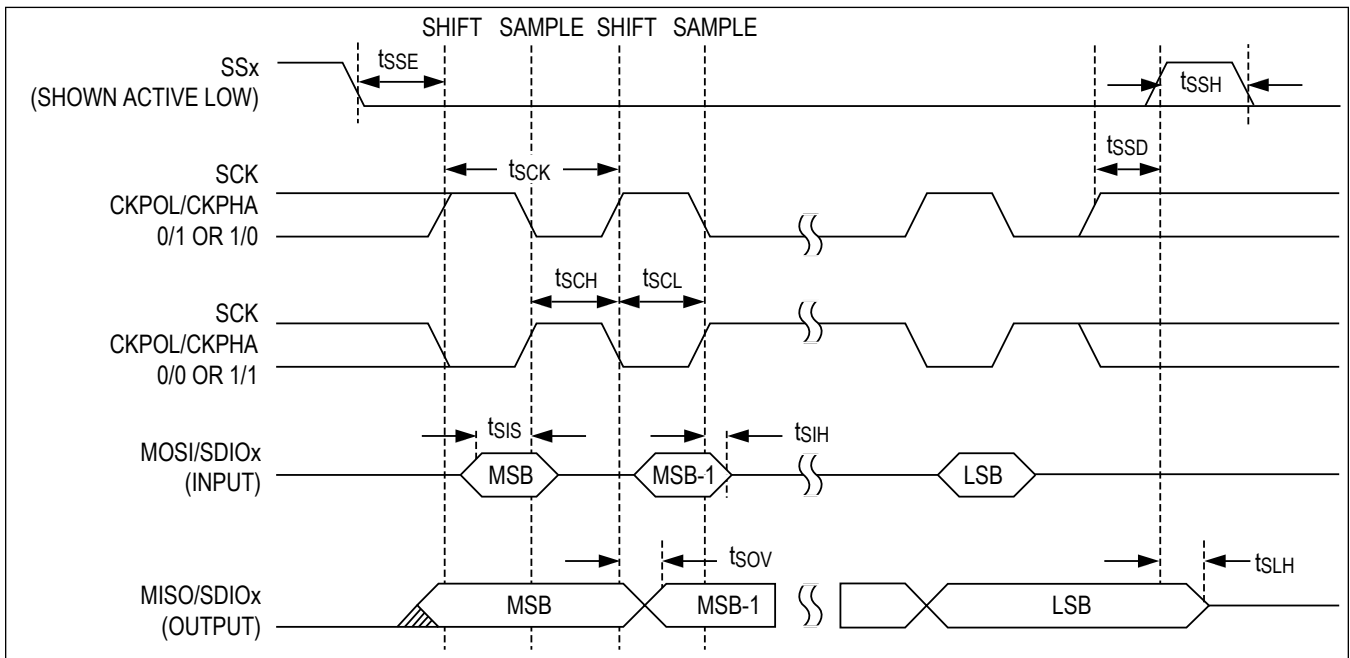 SHIFT SAMPLE SHIFT SAMPLE
SSx
(SHOWN ACTIVE LOW)
tSSE
tSSH
tSSD
SCK
CKPOL/CKPHA
0/1 OR 1/0
tSCK
tSCH
tSCL
SCK
CKPOL/CKPHA
0/0 OR 1/1
MOSI/SDIOx
(INPUT)
tSIS
tSIH
MSB
MSB-1
LSB
MISO/SDIOx
(OUTPUT)
tSOV
tSLH
MSB
MSB-1
LSB